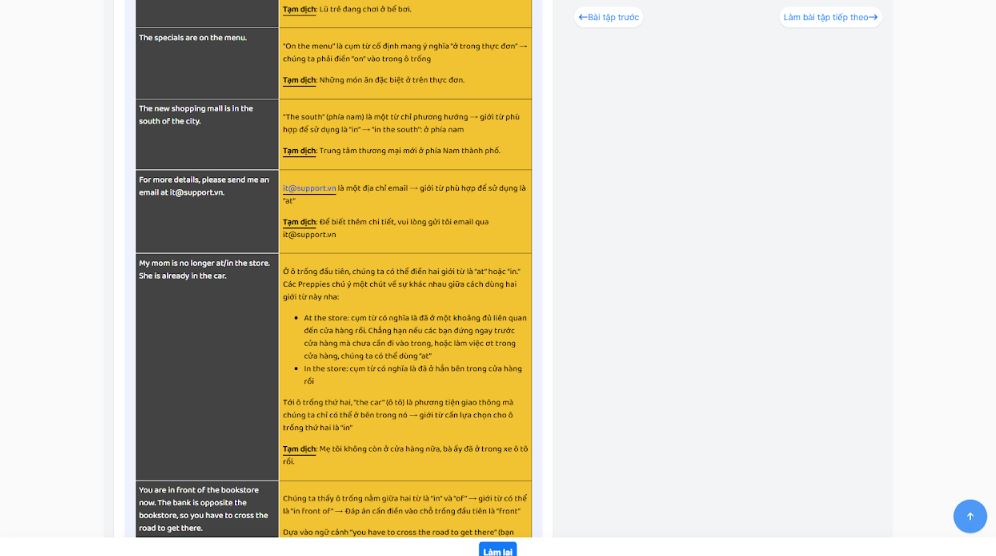 Tạm dịch: Lũ trẻ đang chơi ở bể bơi.
←Bài tập trước
Làm bài tập tiếp theo→
The specials are on the menu.
"On the menu" là cụm từ cố định mang ý nghĩa "ở trong thực đơn" →
chúng ta phải điền "on" vào trong ô trống
Tạm dịch: Những món ăn đặc biệt ở trên thực đơn.
The new shopping mall is in the
south of the city.
"The south" (phía nam) là một từ chỉ phương hướng → giới từ phù
hợp để sử dụng là "in" → "in the south": ở phía nam
Tạm dịch: Trung tâm thương mại mới ở phía Nam thành phố.
For more details, please send me an
email at it@support.vn.
it@support.vn là một địa chỉ email → giới từ phù hợp để sử dụng là
"at"
Tạm dịch: Để biết thêm chi tiết, vui lòng gửi tôi email qua
it@support.vn
My mom is no longer at/in the store.
She is already in the car.
Ở ô trống đầu tiên, chúng ta có thể điền hai giới từ là "at" hoặc "in."
Các Preppies chú ý một chút về sự khác nhau giữa cách dùng hai
giới từ này nha:
• At the store: cụm từ có nghĩa là đã ở một khoảng đủ liên quan
đến cửa hàng rồi. Chẳng hạn nếu các bạn đứng ngay trước
cửa hàng mà chưa cần đi vào trong, hoặc làm việc ơt trong
cửa hàng, chúng ta có thể dùng "at"
• In the store: cụm từ có nghĩa là đã ở hẳn bên trong cửa hàng
rồi
Tới ô trống thứ hai, "the car" (ô tô) là phương tiện giao thông mà
chúng ta chỉ có thể ở bên trong nó → giới từ cần lựa chọn cho ô
trống thứ hai là "in"
Tạm dịch: Mẹ tôi không còn ở cửa hàng nữa, bà ấy đã ở trong xe ô tô
rồi.
You are in front of the bookstore
now. The bank is opposite the
bookstore, so you have to cross the
road to get there.
Chúng ta thấy ô trống nằm giữa hai từ là "in" và "of" → giới từ có thể
là "in front of" → Đáp án cần điền vào chỗ trống đầu tiên là "front"
Dựa vào ngữ cảnh "you have to cross the road to get there" (bạn
Làm lại